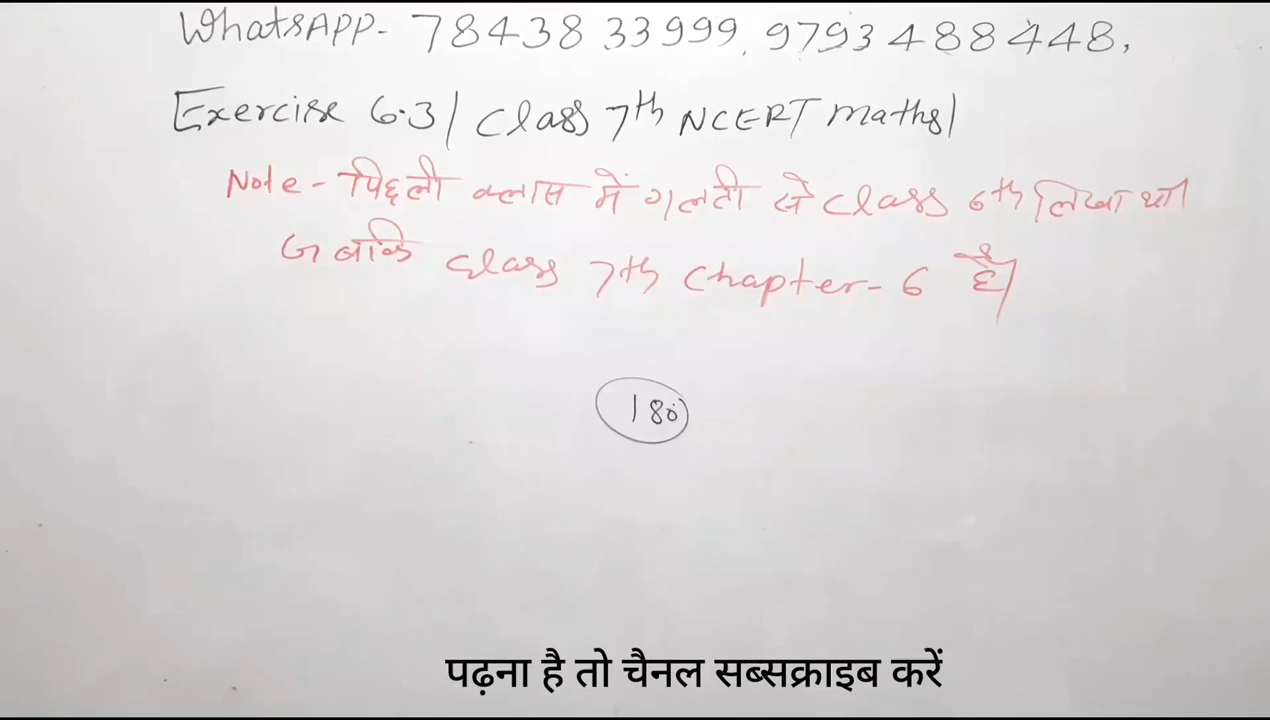 WhatsAPP- 78438 33999, 9793488448,
Exercise 6.3/ Class 7th NCERT maths/
Note - पिछली क्लास में गलती से class 6th लिखा था
जबकि class 7th Chapter- 6 है।
180
पढ़ना है तो चैनल सब्सक्राइब करें